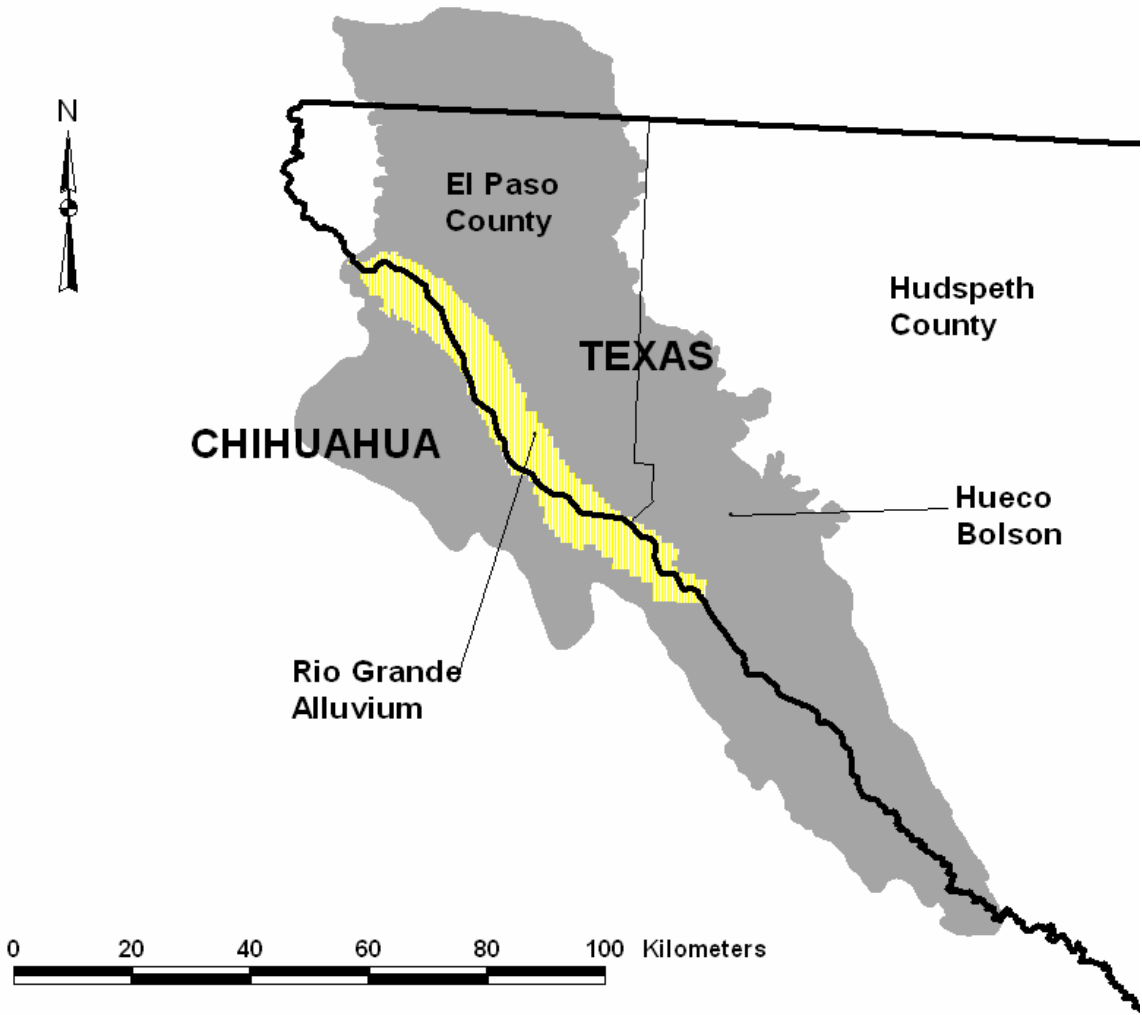 N
El Paso
County
Hudspeth
County
TEXAS
CHIHUAHUA
Hueco
Bolson
Rio Grande
Alluvium
0 20 40 60 80 100 Kilometers